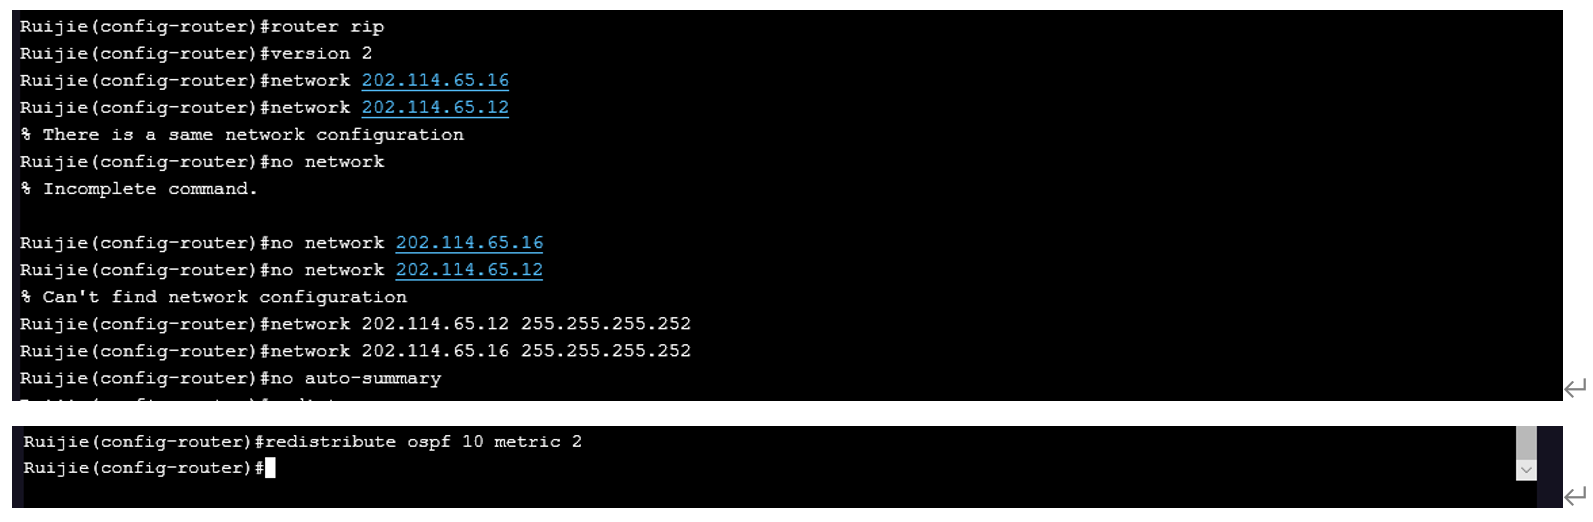 Ruijie(config-router)#router rip
Ruijie(config-router)#version 2
Ruijie(config-router)#network 202.114.65.16
Ruijie(config-router)#network 202.114.65.12
% There is a same network configuration
Ruijie(config-router)#no network
% Incomplete command.
Ruijie(config-router)#no network 202.114.65.16
Ruijie(config-router)#no network 202.114.65.12
% Can't find network configuration
Ruijie(config-router)#network 202.114.65.12 255.255.255.252
Ruijie(config-router)#network 202.114.65.16 255.255.255.252
Ruijie(config-router)#no auto-summary
Ruijie(config-router)#redistribute ospf 10 metric 2
Ruijie(config-router)#